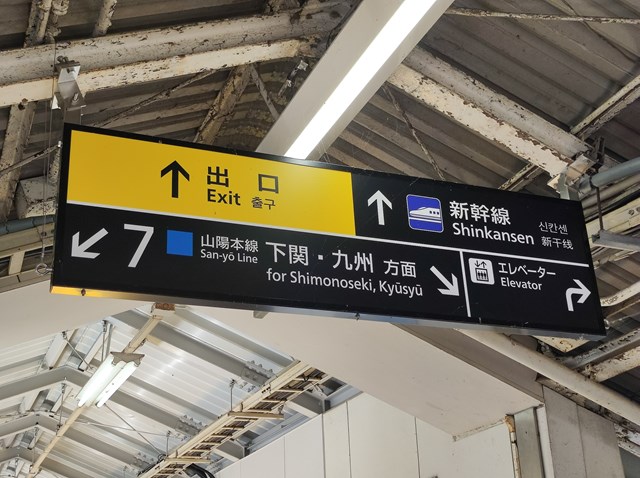 出口
Exit 출구
新幹線 신칸센
Shinkansen 新干线
7 山陽本線 下関・九州 方面
San-yō Line for Shimonoseki, Kyūsyū
エレベーター
Elevator